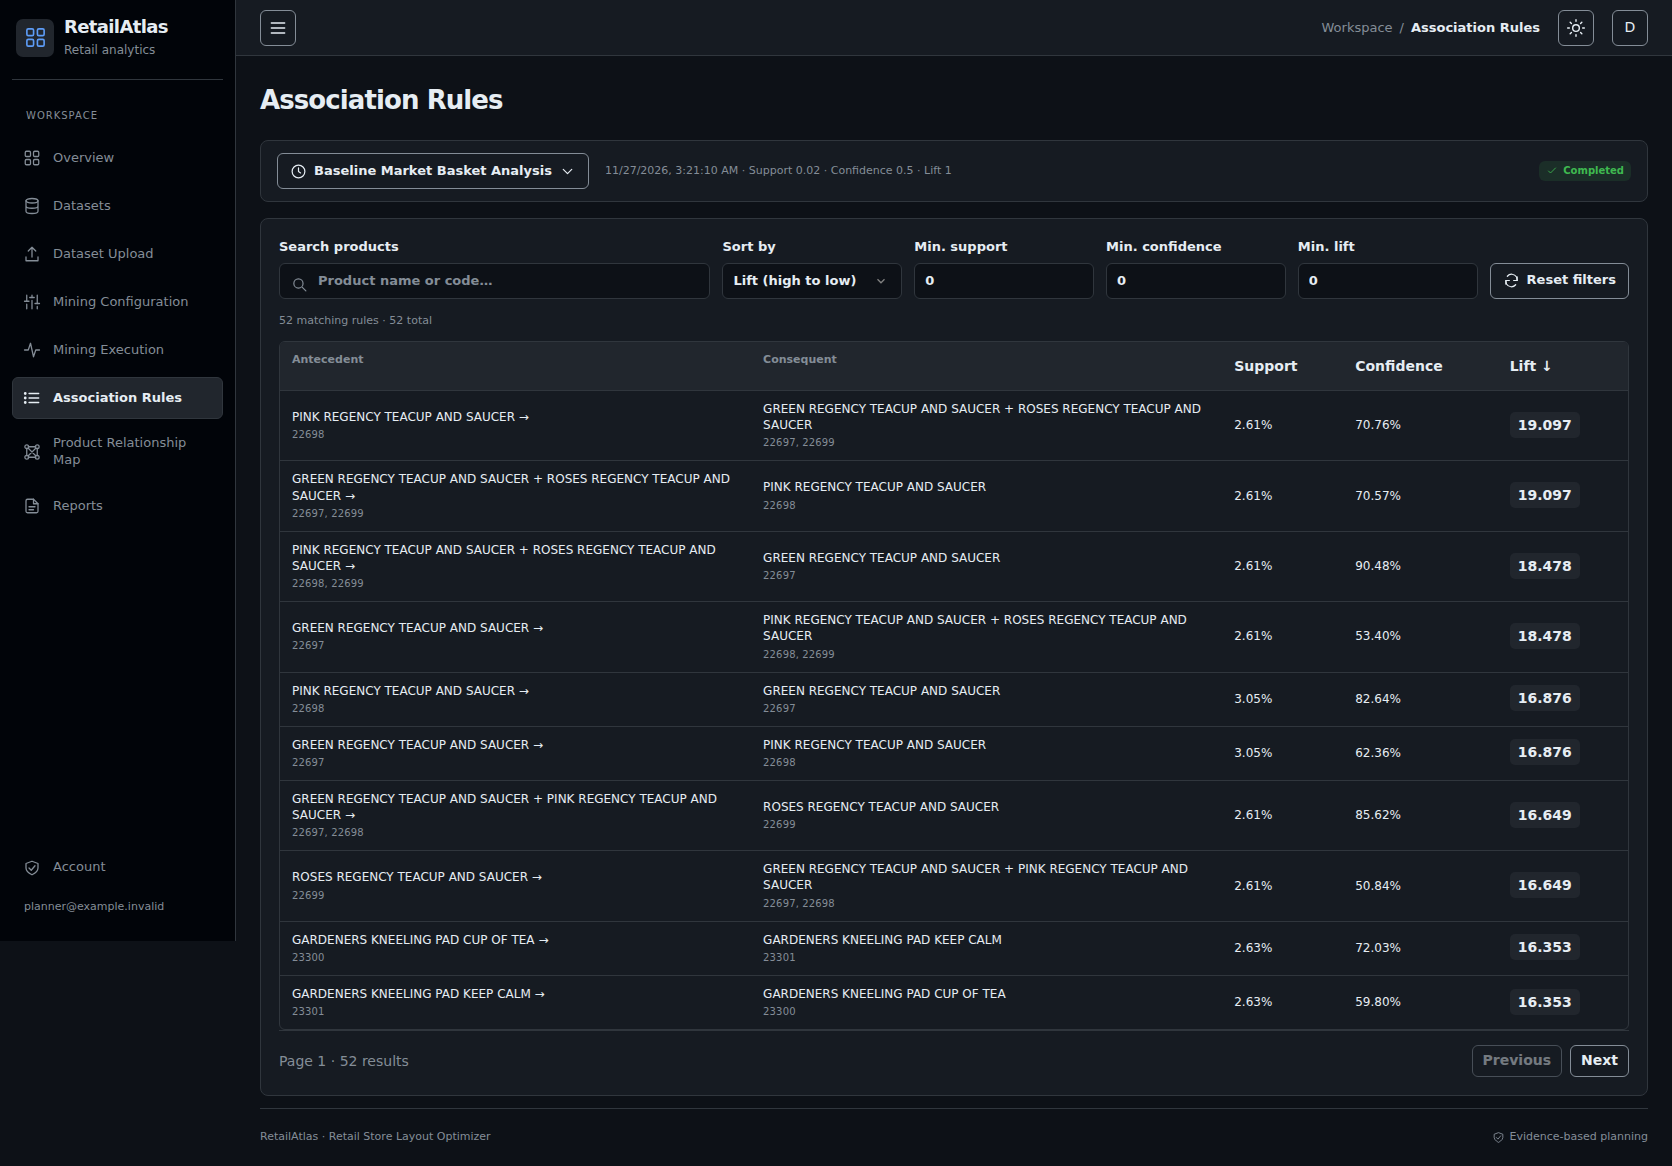 RetailAtlas
Retail analytics
WORKSPACE
Overview
Datasets
Dataset Upload
Mining Configuration
Mining Execution
Association Rules
Product Relationship
Map
Reports
Account
planner@example.invalid
Workspace / Association Rules
D
Association Rules
Baseline Market Basket Analysis
11/27/2026, 3:21:10 AM · Support 0.02 · Confidence 0.5 · Lift 1
Completed
Search products
Sort by
Min. support
Min. confidence
Min. lift
Product name or code...
Lift (high to low)
0
0
0
Reset filters
52 matching rules · 52 total
Antecedent Consequent Support Confidence Lift ↓
PINK REGENCY TEACUP AND SAUCER →
22698
GREEN REGENCY TEACUP AND SAUCER + ROSES REGENCY TEACUP AND
SAUCER
22697, 22699
2.61% 70.76% 19.097
GREEN REGENCY TEACUP AND SAUCER + ROSES REGENCY TEACUP AND
SAUCER →
22697, 22699
PINK REGENCY TEACUP AND SAUCER
22698
2.61% 70.57% 19.097
PINK REGENCY TEACUP AND SAUCER + ROSES REGENCY TEACUP AND
SAUCER →
22698, 22699
GREEN REGENCY TEACUP AND SAUCER
22697
2.61% 90.48% 18.478
GREEN REGENCY TEACUP AND SAUCER →
22697
PINK REGENCY TEACUP AND SAUCER + ROSES REGENCY TEACUP AND
SAUCER
22698, 22699
2.61% 53.40% 18.478
PINK REGENCY TEACUP AND SAUCER →
22698
GREEN REGENCY TEACUP AND SAUCER
22697
3.05% 82.64% 16.876
GREEN REGENCY TEACUP AND SAUCER →
22697
PINK REGENCY TEACUP AND SAUCER
22698
3.05% 62.36% 16.876
GREEN REGENCY TEACUP AND SAUCER + PINK REGENCY TEACUP AND
SAUCER →
22697, 22698
ROSES REGENCY TEACUP AND SAUCER
22699
2.61% 85.62% 16.649
ROSES REGENCY TEACUP AND SAUCER →
22699
GREEN REGENCY TEACUP AND SAUCER + PINK REGENCY TEACUP AND
SAUCER
22697, 22698
2.61% 50.84% 16.649
GARDENERS KNEELING PAD CUP OF TEA →
23300
GARDENERS KNEELING PAD KEEP CALM
23301
2.63% 72.03% 16.353
GARDENERS KNEELING PAD KEEP CALM →
23301
GARDENERS KNEELING PAD CUP OF TEA
23300
2.63% 59.80% 16.353
Page 1 · 52 results
Previous
Next
RetailAtlas · Retail Store Layout Optimizer
Evidence-based planning